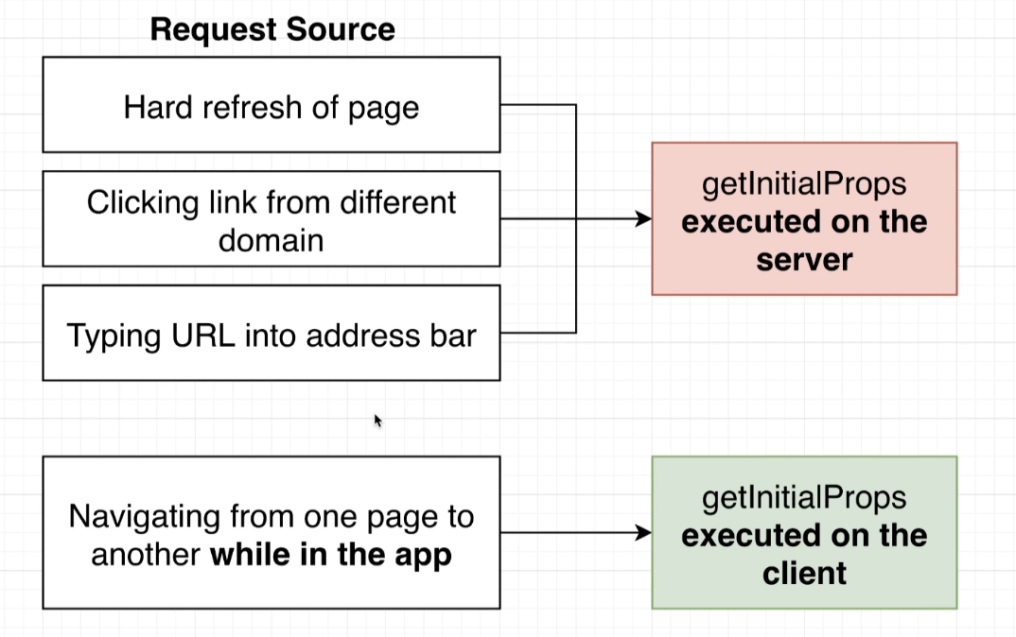 Request Source
Hard refresh of page
Clicking link from different
domain
Typing URL into address bar
getInitialProps
executed on the
server
Navigating from one page to
another while in the app
getInitialProps
executed on the
client